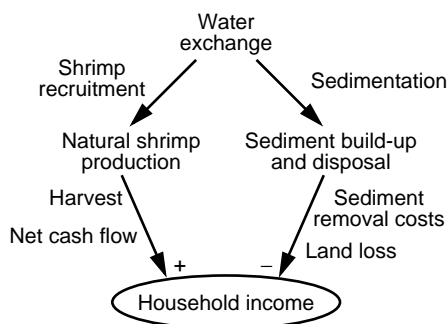 Water
exchange
Shrimp
recruitment
Sedimentation
Natural shrimp
production
Sediment build-up
and disposal
Harvest
Net cash flow
Sediment
removal costs
Land loss
+
–
Household income